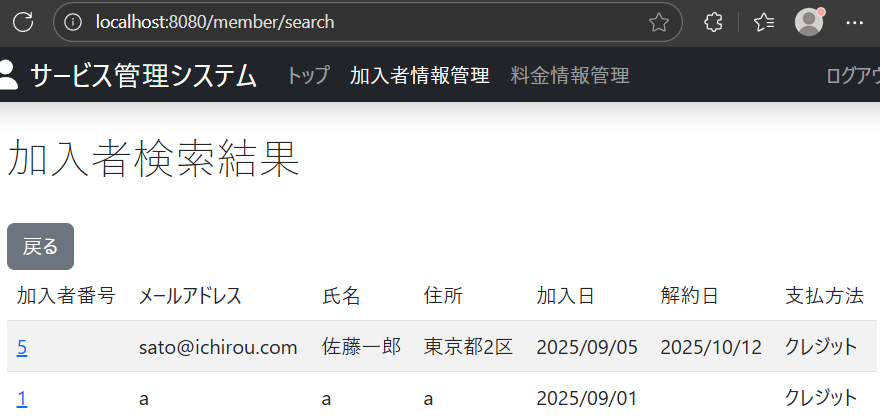 localhost:8080/member/search
サービス管理システム トップ 加入者情報管理 料金情報管理 ログアウ
加入者検索結果
戻る
加入者番号 メールアドレス 氏名 住所 加入日 解約日 支払方法
5 sato@ichirou.com 佐藤一郎 東京都2区 2025/09/05 2025/10/12 クレジット
1 a a a 2025/09/01 クレジット